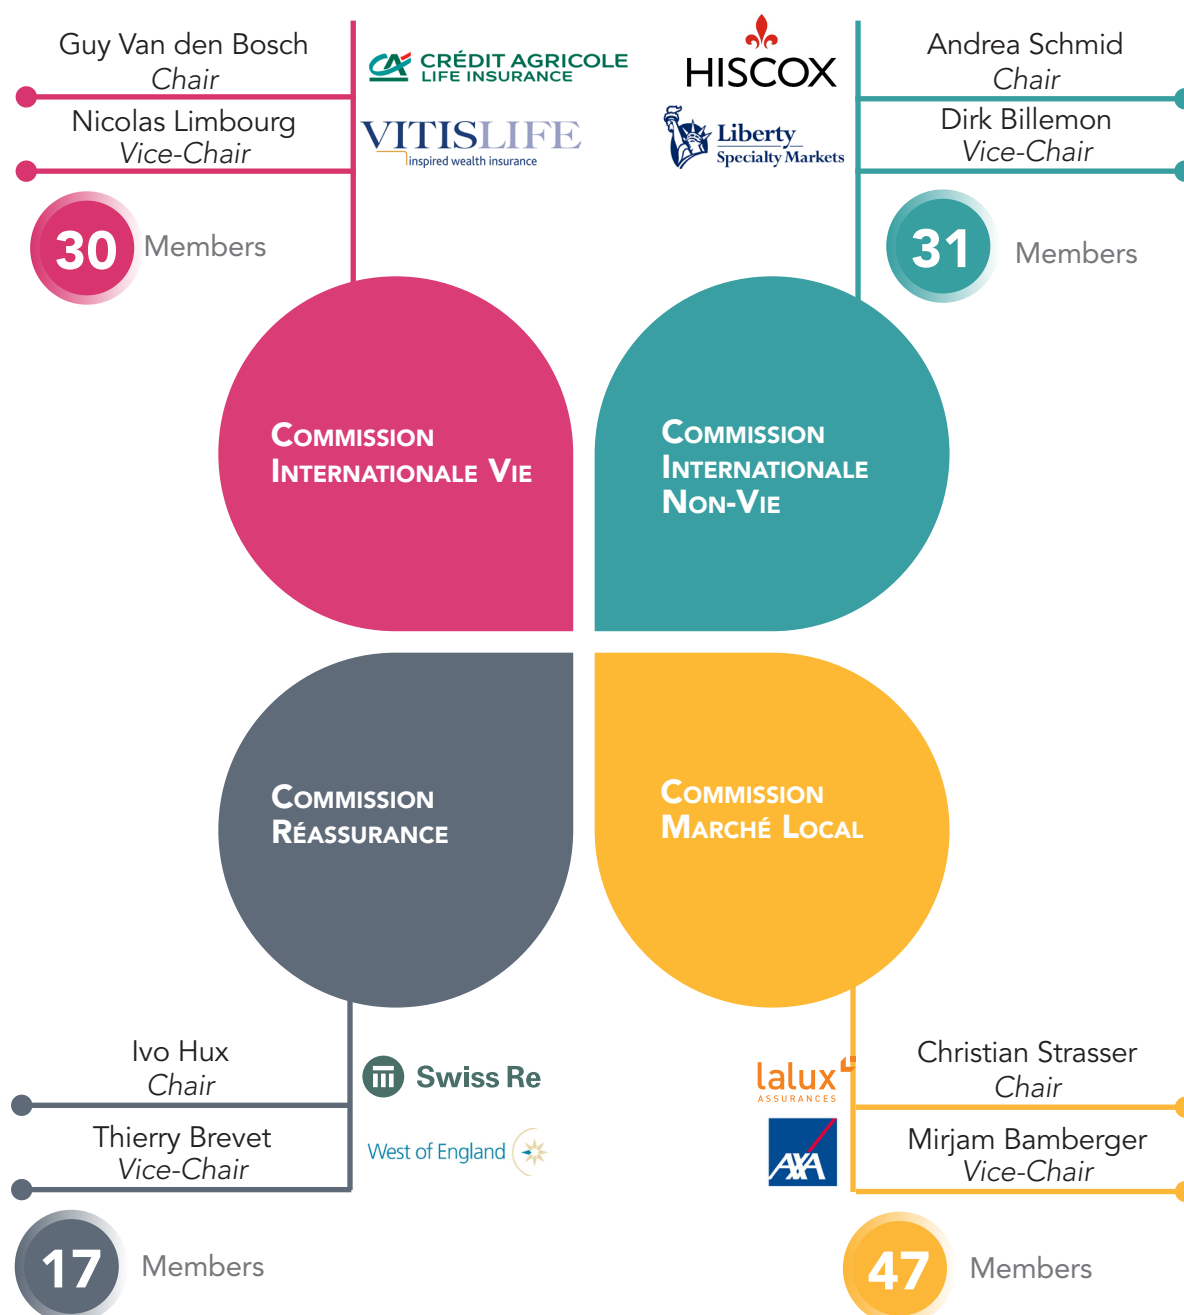 Guy Van den Bosch
Chair
Nicolas Limbourg
Vice-Chair
30 Members
CRÉDIT AGRICOLE
LIFE INSURANCE
VITISLIFE
inspired wealth insurance
HISCOX
Liberty
Specialty Markets
Andrea Schmid
Chair
Dirk Billemon
Vice-Chair
31 Members
COMMISSION
INTERNATIONALE VIE
COMMISSION
INTERNATIONALE
NON-VIE
COMMISSION
RÉASSURANCE
COMMISSION
MARCHÉ LOCAL
Ivo Hux
Chair
Thierry Brevet
Vice-Chair
17 Members
Swiss Re
West of England
lalux
ASSURANCES
AXA
Christian Strasser
Chair
Mirjam Bamberger
Vice-Chair
47 Members